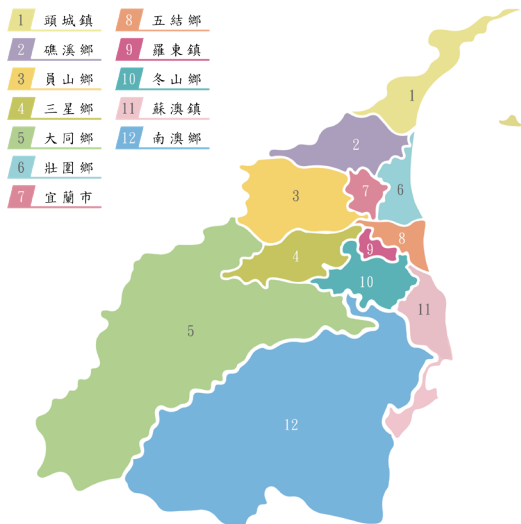 1 頭城鎮
2 礁溪鄉
3 員山鄉
4 三星鄉
5 大同鄉
6 壯圍鄉
7 宜蘭市
8 五結鄉
9 羅東鎮
10 冬山鄉
11 蘇澳鎮
12 南澳鄉
1
2
3
7
6
8
9
4
10
11
5
12